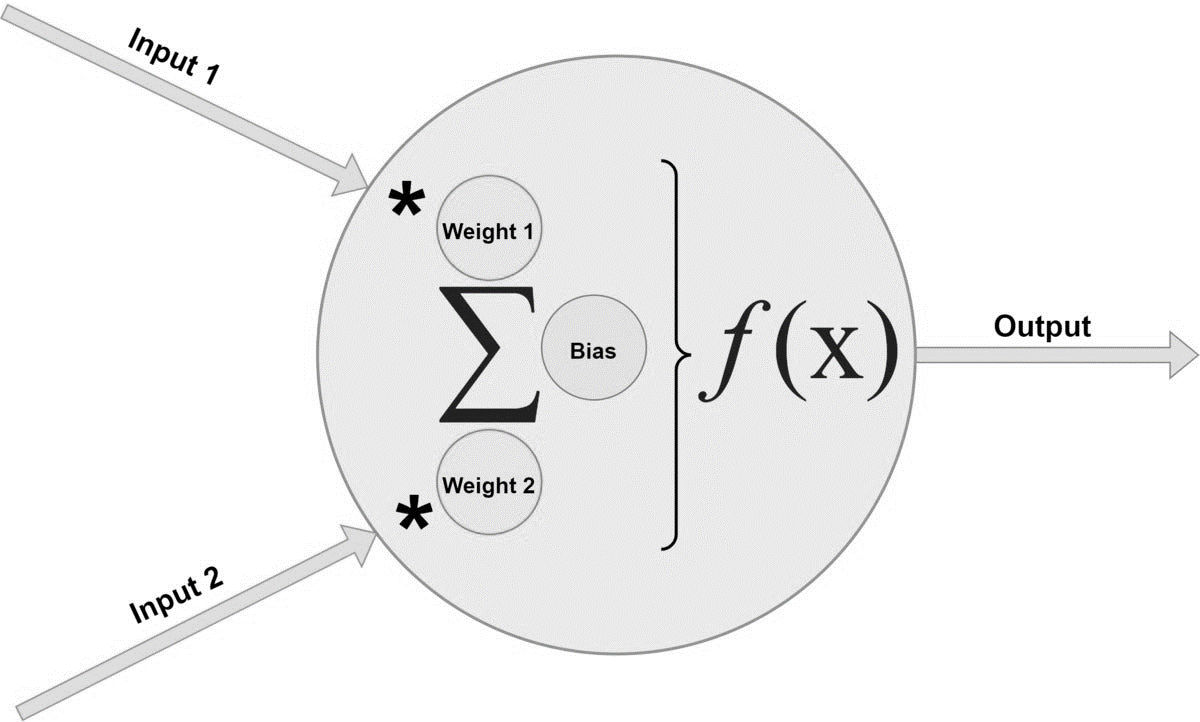 Input 1
*
Weight 1
∑
Bias
f(x)
Output
Weight 2
*
Input 2